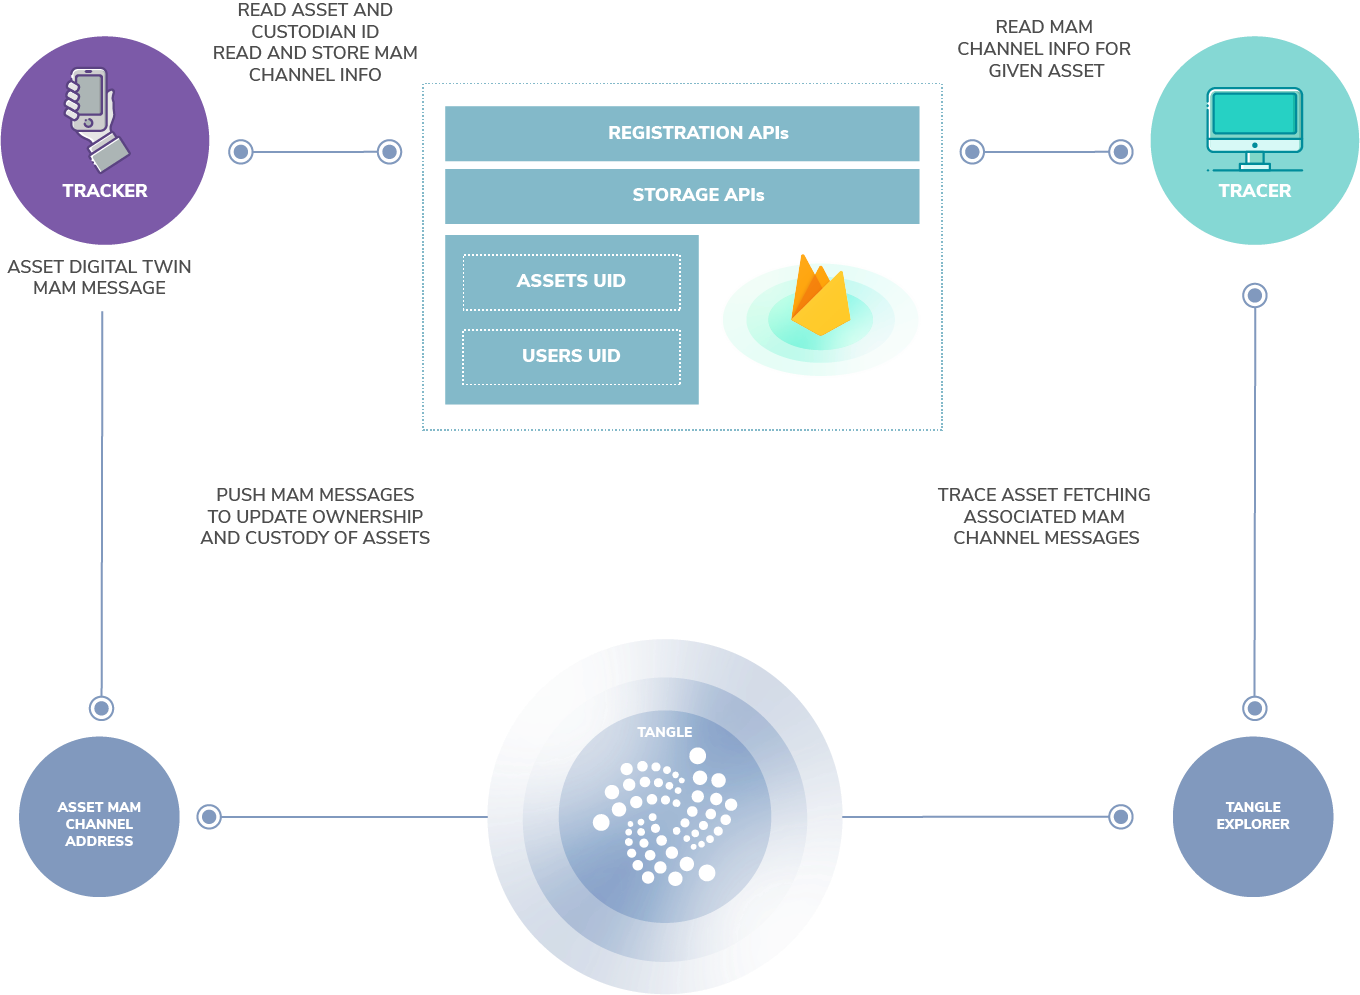 READ ASSET AND
CUSTODIAN ID
READ AND STORE MAM
CHANNEL INFO
READ MAM
CHANNEL INFO FOR
GIVEN ASSET
TRACKER
REGISTRATION APIs
STORAGE APIs
TRACER
ASSET DIGITAL TWIN
MAM MESSAGE
ASSETS UID
USERS UID
PUSH MAM MESSAGES
TO UPDATE OWNERSHIP
AND CUSTODY OF ASSETS
TRACE ASSET FETCHING
ASSOCIATED MAM
CHANNEL MESSAGES
TANGLE
ASSET MAM
CHANNEL
ADDRESS
TANGLE
EXPLORER